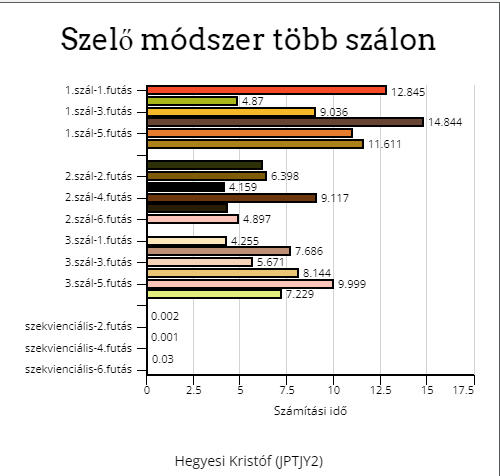 Szelő módszer több szálon
1.szál-1.futás
12.845
4.87
1.szál-3.futás
9.036
14.844
1.szál-5.futás
11.611
2.szál-2.futás
6.398
4.159
2.szál-4.futás
9.117
2.szál-6.futás
4.897
3.szál-1.futás
4.255
7.686
3.szál-3.futás
5.671
8.144
3.szál-5.futás
9.999
7.229
0.002
szekvienciális-2.futás
0.001
szekvienciális-4.futás
0.03
szekvienciális-6.futás
0 2.5 5 7.5 10 12.5 15 17.5
Számítási idő
Hegyesi Kristóf (JPTJY2)